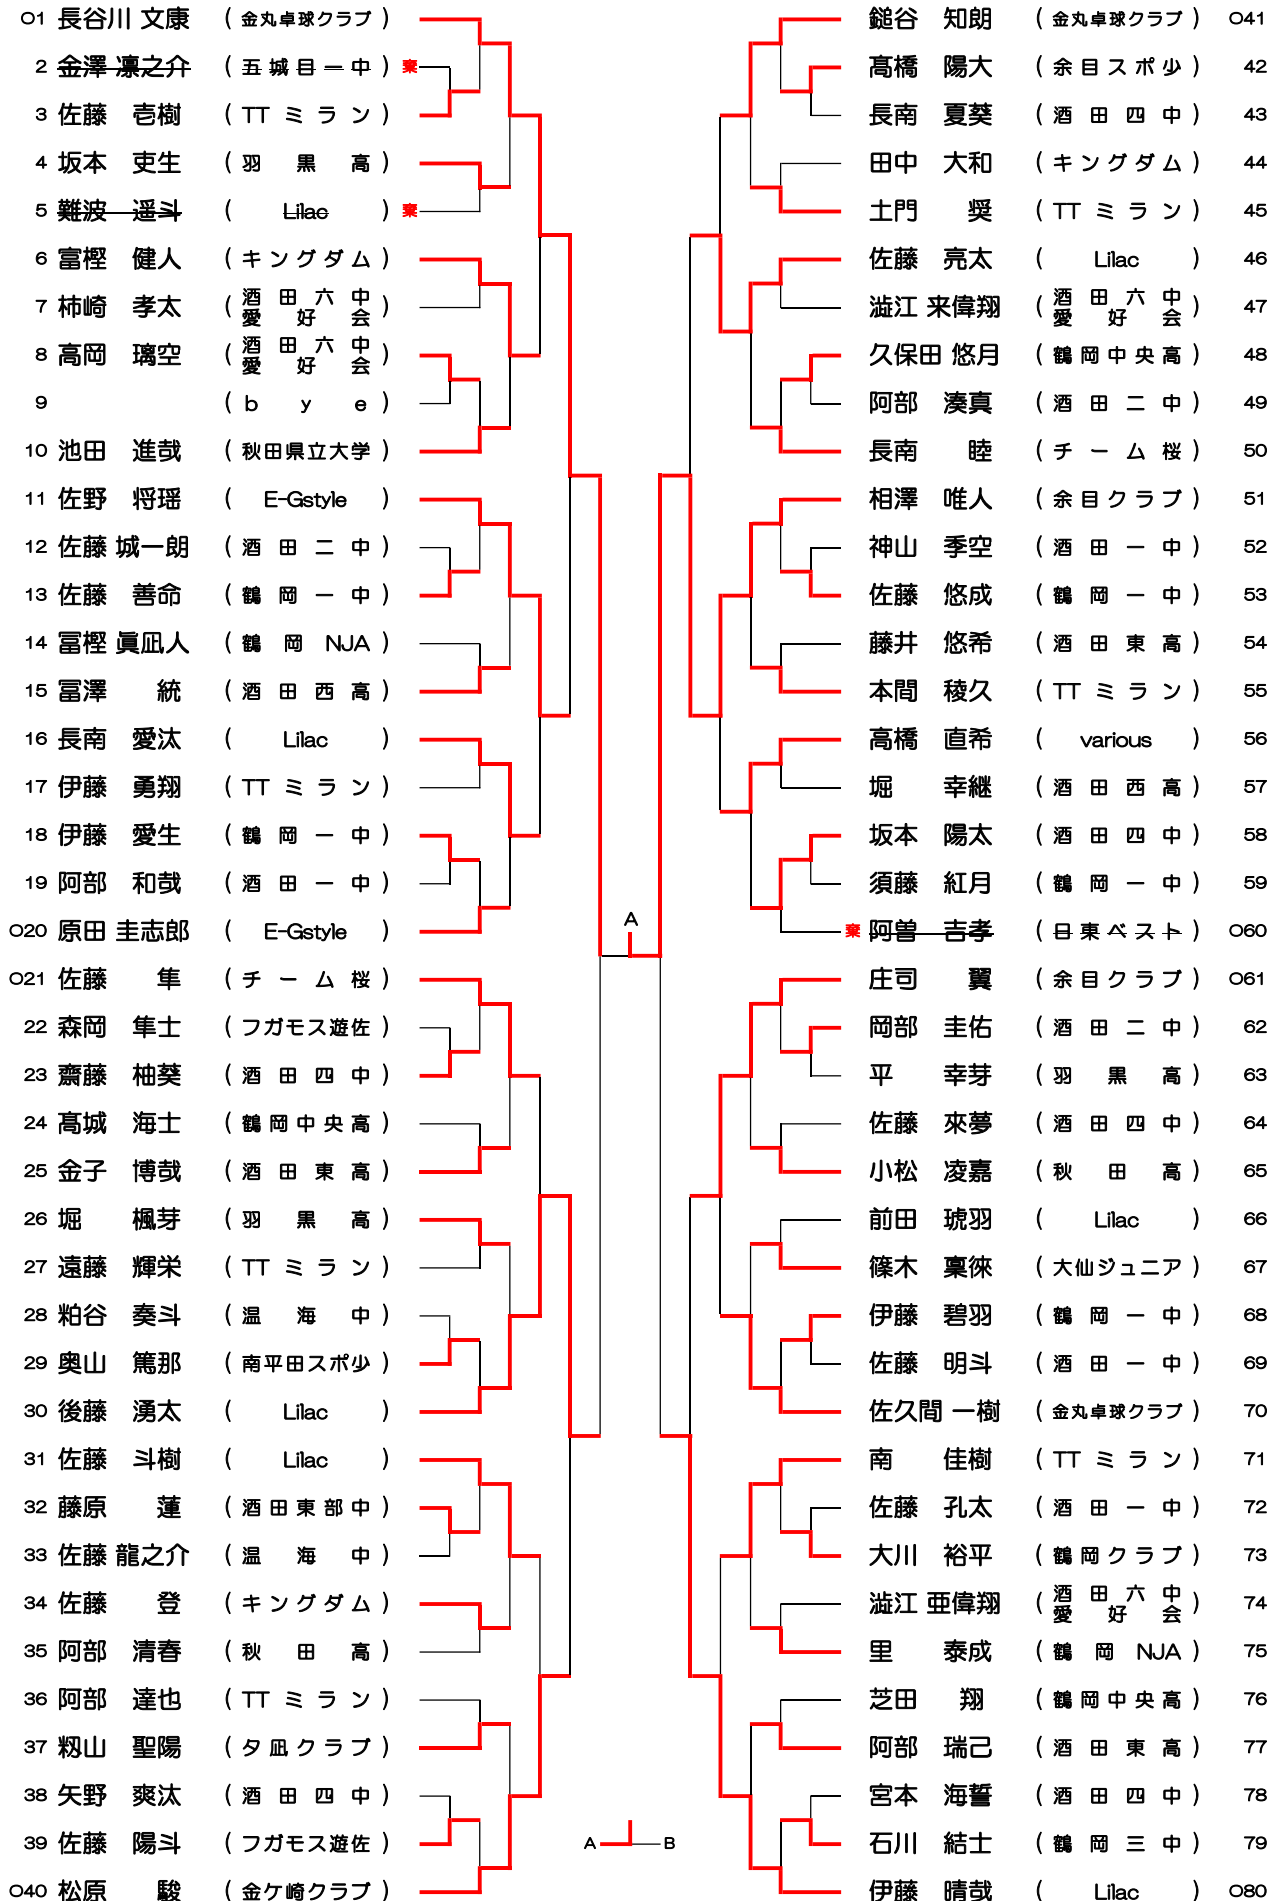 01 長谷川 文康 ( 金丸卓球クラブ )
2 金澤 凛之介 ( 五城目一中 ) 棄
3 佐藤 壱樹 ( TTミラン )
4 坂本 吏生 ( 羽黒高 )
5 難波 遥斗 ( Lilac ) 棄
6 富樫 健人 ( キングダム )
7 柿崎 孝太 ( 酒田六中愛好会 )
8 高岡 璃空 ( 酒田六中愛好会 )
9 ( bye )
10 池田 進哉 ( 秋田県立大学 )
11 佐野 将瑶 ( E-Gstyle )
12 佐藤 城一朗 ( 酒田二中 )
13 佐藤 善命 ( 鶴岡一中 )
14 冨樫 眞凪人 ( 鶴岡NJA )
15 冨澤 統 ( 酒田西高 )
16 長南 愛汰 ( Lilac )
17 伊藤 勇翔 ( TTミラン )
18 伊藤 愛生 ( 鶴岡一中 )
19 阿部 和哉 ( 酒田一中 )
020 原田 圭志郎 ( E-Gstyle )
021 佐藤 隼 ( チーム桜 )
22 森岡 隼士 ( フガモス遊佐 )
23 齋藤 柚葵 ( 酒田四中 )
24 髙城 海士 ( 鶴岡中央高 )
25 金子 博哉 ( 酒田東高 )
26 堀 楓芽 ( 羽黒高 )
27 遠藤 輝栄 ( TTミラン )
28 粕谷 奏斗 ( 温海中 )
29 奥山 篤那 ( 南平田スポ少 )
30 後藤 湧太 ( Lilac )
31 佐藤 斗樹 ( Lilac )
32 藤原 蓮 ( 酒田東部中 )
33 佐藤 龍之介 ( 温海中 )
34 佐藤 登 ( キングダム )
35 阿部 清春 ( 秋田高 )
36 阿部 達也 ( TTミラン )
37 籾山 聖陽 ( 夕凪クラブ )
38 矢野 爽汰 ( 酒田四中 )
39 佐藤 陽斗 ( フガモス遊佐 )
040 松原 駿 ( 金ケ崎クラブ )
A
A B
鎚谷 知朗 ( 金丸卓球クラブ ) 041
髙橋 陽大 ( 余目スポ少 ) 42
長南 夏葵 ( 酒田四中 ) 43
田中 大和 ( キングダム ) 44
土門 奨 ( TTミラン ) 45
佐藤 亮太 ( Lilac ) 46
澁江 来偉翔 ( 酒田六中愛好会 ) 47
久保田 悠月 ( 鶴岡中央高 ) 48
阿部 湊真 ( 酒田二中 ) 49
長南 睦 ( チーム桜 ) 50
相澤 唯人 ( 余目クラブ ) 51
神山 季空 ( 酒田一中 ) 52
佐藤 悠成 ( 鶴岡一中 ) 53
藤井 悠希 ( 酒田東高 ) 54
本間 稜久 ( TTミラン ) 55
高橋 直希 ( various ) 56
堀 幸継 ( 酒田西高 ) 57
坂本 陽太 ( 酒田四中 ) 58
須藤 紅月 ( 鶴岡一中 ) 59
棄 阿曽 吉孝 ( 日東ベスト ) 060
庄司 翼 ( 余目クラブ ) 061
岡部 圭佑 ( 酒田二中 ) 62
平 幸芽 ( 羽黒高 ) 63
佐藤 來夢 ( 酒田四中 ) 64
小松 凌嘉 ( 秋田高 ) 65
前田 琥羽 ( Lilac ) 66
篠木 稟徠 ( 大仙ジュニア ) 67
伊藤 碧羽 ( 鶴岡一中 ) 68
佐藤 明斗 ( 酒田一中 ) 69
佐久間 一樹 ( 金丸卓球クラブ ) 70
南 佳樹 ( TTミラン ) 71
佐藤 孔太 ( 酒田一中 ) 72
大川 裕平 ( 鶴岡クラブ ) 73
澁江 亜偉翔 ( 酒田六中愛好会 ) 74
里 泰成 ( 鶴岡NJA ) 75
芝田 翔 ( 鶴岡中央高 ) 76
阿部 瑞己 ( 酒田東高 ) 77
宮本 海誓 ( 酒田四中 ) 78
石川 結士 ( 鶴岡三中 ) 79
伊藤 晴哉 ( Lilac ) 080